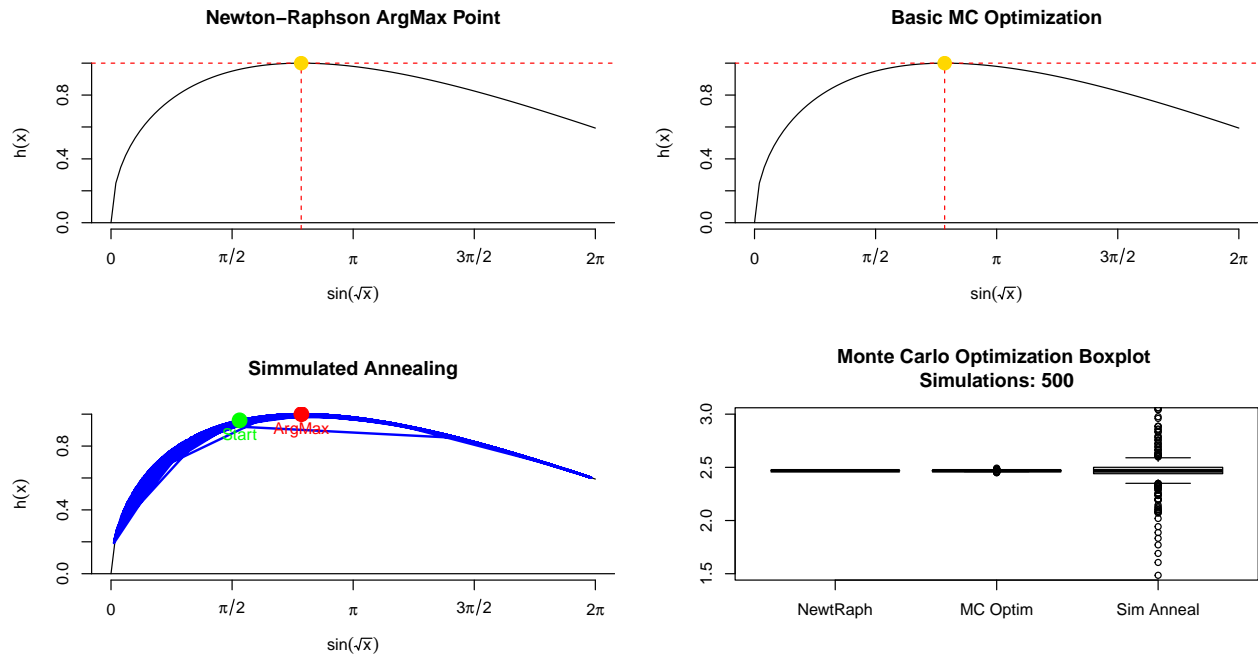 Newton−Raphson ArgMax Point
h(x)
0.8
0.4
0.0
0
π/2
π
3π/2
2π
sin(√x)
Basic MC Optimization
h(x)
0.8
0.4
0.0
0
π/2
π
3π/2
2π
sin(√x)
Simmulated Annealing
h(x)
0.8
0.4
0.0
Start
ArgMax
0
π/2
π
3π/2
2π
sin(√x)
Monte Carlo Optimization Boxplot
Simulations: 500
3.0
2.5
2.0
1.5
NewtRaph
MC Optim
Sim Anneal